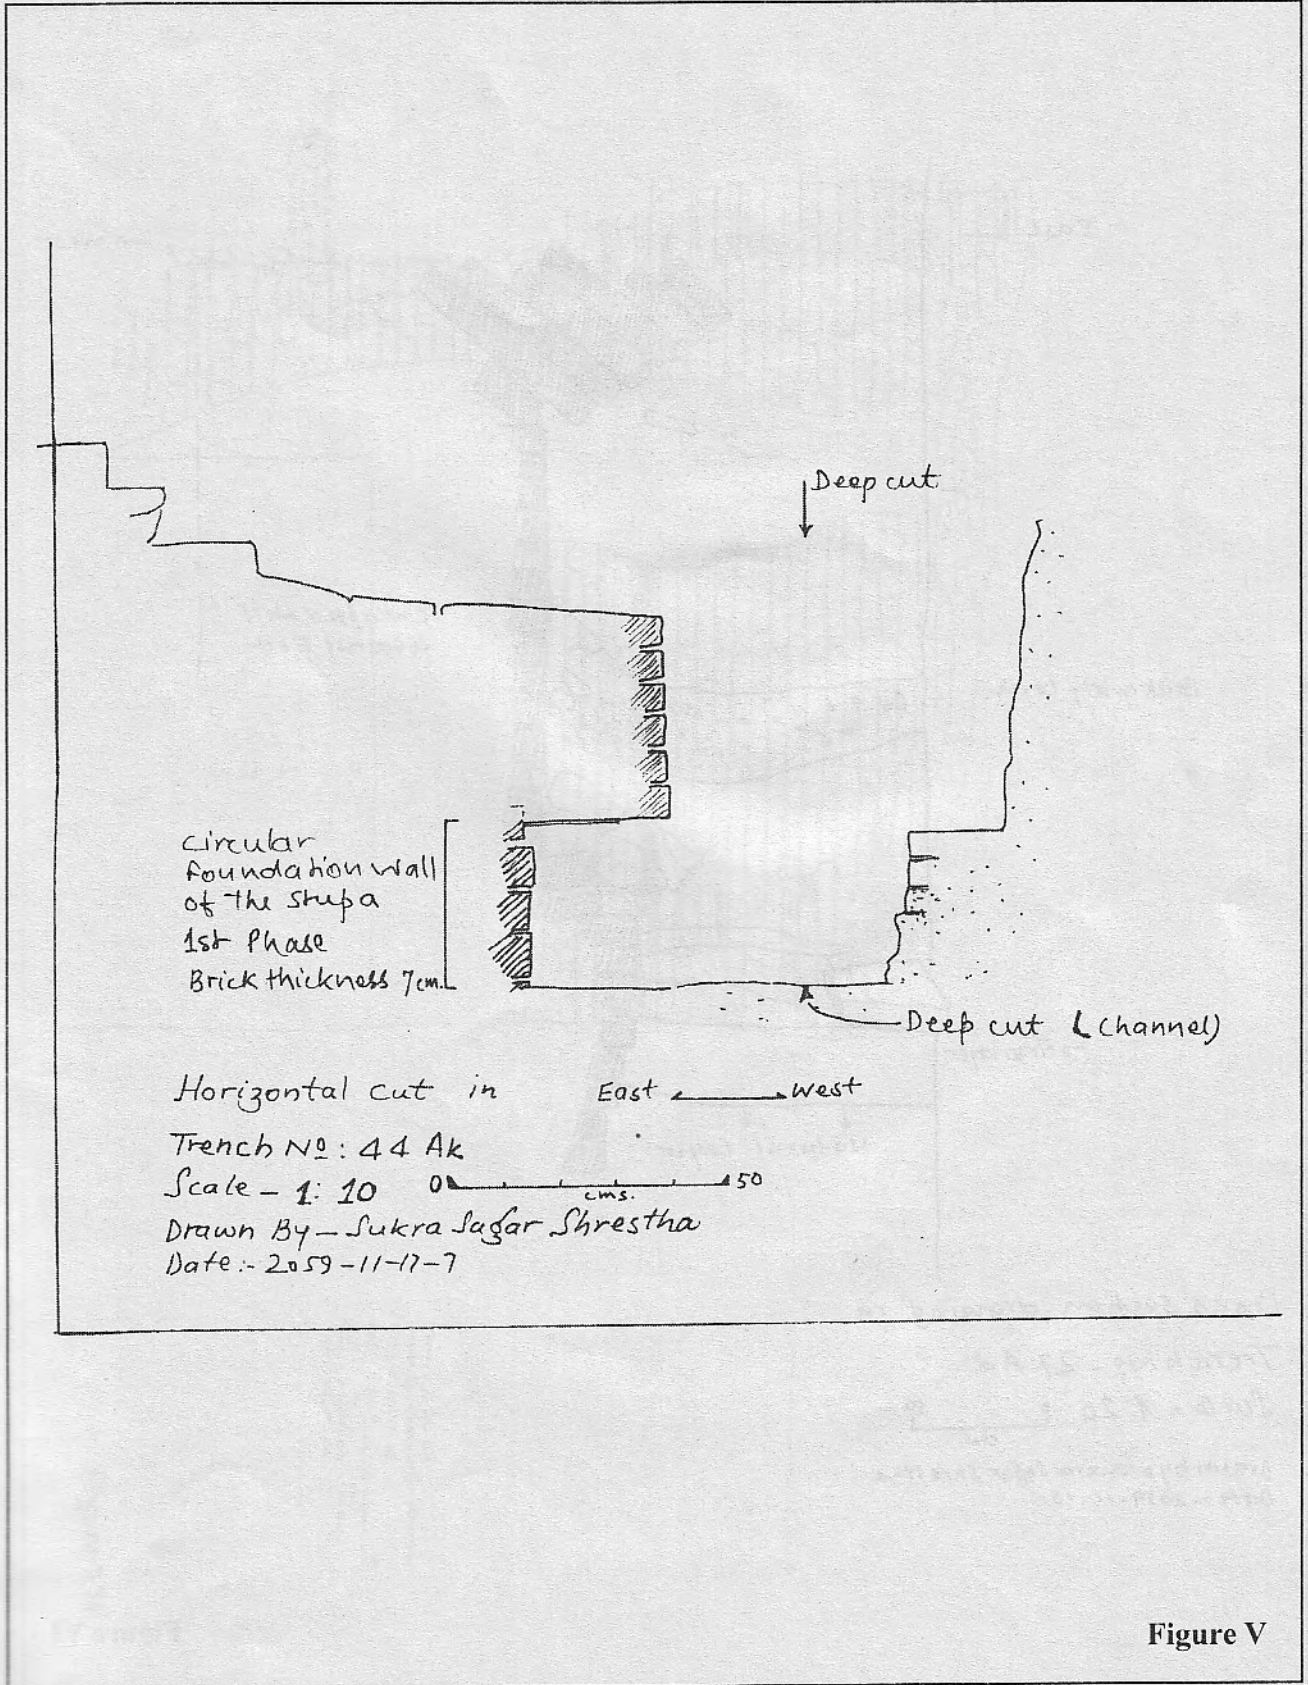 Deep cut
circular
foundation wall
of the stupa
1st Phase
Brick thickness 7cm.
Deep cut (Channel)
Horizontal cut in East West
Trench Nº: 44 Ak
Scale – 1: 10 0 50
cms.
Drawn By – Sukra Sagar Shrestha
Date:- 2059-11-17-7
Figure V